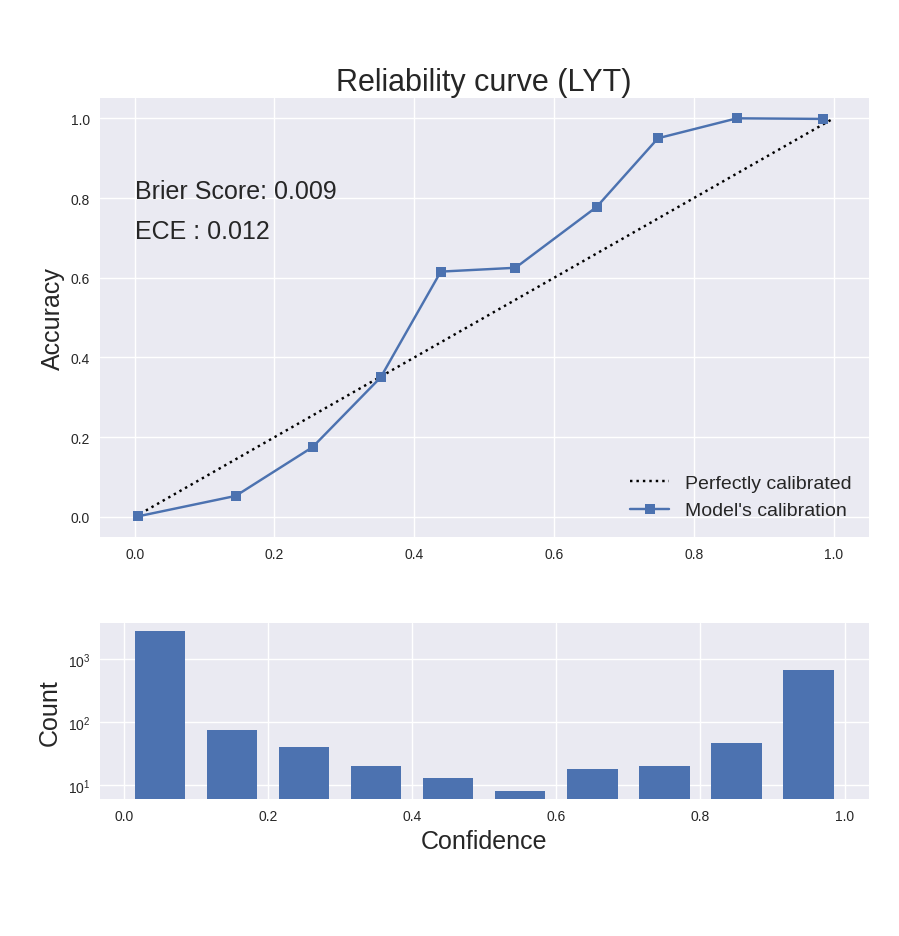 Reliability curve (LYT)
1.0
0.8
0.6
0.4
0.2
0.0
Accuracy
Brier Score: 0.009
ECE : 0.012
Perfectly calibrated
Model's calibration
0.0 0.2 0.4 0.6 0.8 1.0
10³
10²
10¹
Count
0.0 0.2 0.4 0.6 0.8 1.0
Confidence